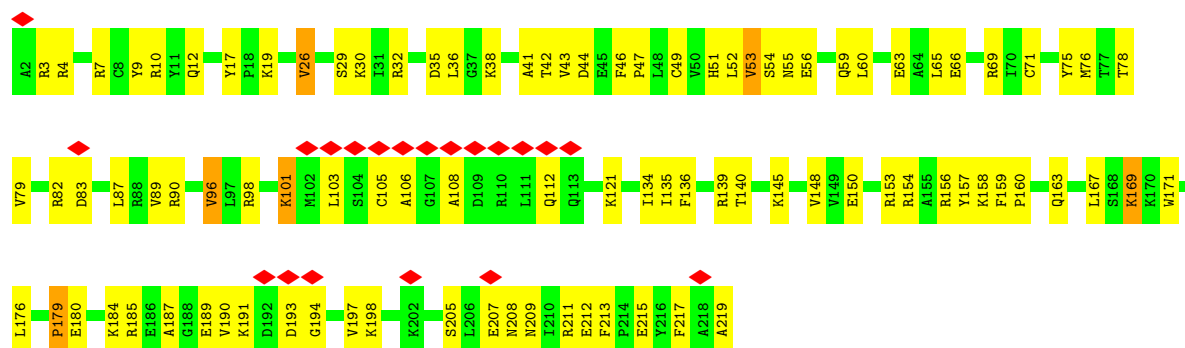 A2 R3 R4 R7 C8 Y9 R10 Y11 Q12 Y17 P18 K19 V26 S29 K30 I31 R32 D35 L36 G37 K38 A41 T42 V43 D44 E45 F46 P47 L48 C49 V50 H51 L52 V53 S54 N55 E56 Q59 L60 E63 A64 L65 E66 R69 I70 C71 Y75 M76 T77 T78
V79 R82 D83 L87 R88 V89 R90 V96 L97 R98 K101 M102 L103 S104 C105 A106 G107 A108 D109 R110 L111 Q112 Q113 K121 I134 I135 F136 R139 T140 K145 V148 V149 E150 R153 R154 A155 R156 Y157 K158 F159 P160 Q163 L167 S168 K169 K170 W171
L176 P179 E180 K184 R185 E186 A187 G188 E189 V190 K191 D192 D193 G194 V197 K198 K202 S205 L206 E207 N208 N209 I210 R211 E212 F213 P214 E215 Y216 F217 A218 A219